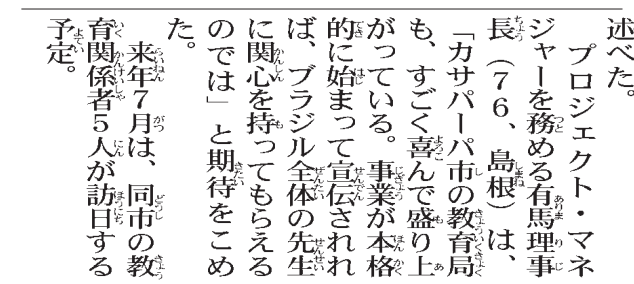 述べた。
　プロジェクト・マネ
ジャーを務める有馬理事
長（76、島根）は、
「カサパーパ市の教育局
も、すごく喜んで盛り上
がっている。事業が本格
的に始まって宣伝されれ
ば、ブラジル全体の先生
に関心を持ってもらえる
のでは」と期待をこめ
た。
　来年7月は、同市の教
育関係者5人が訪日する
予定。